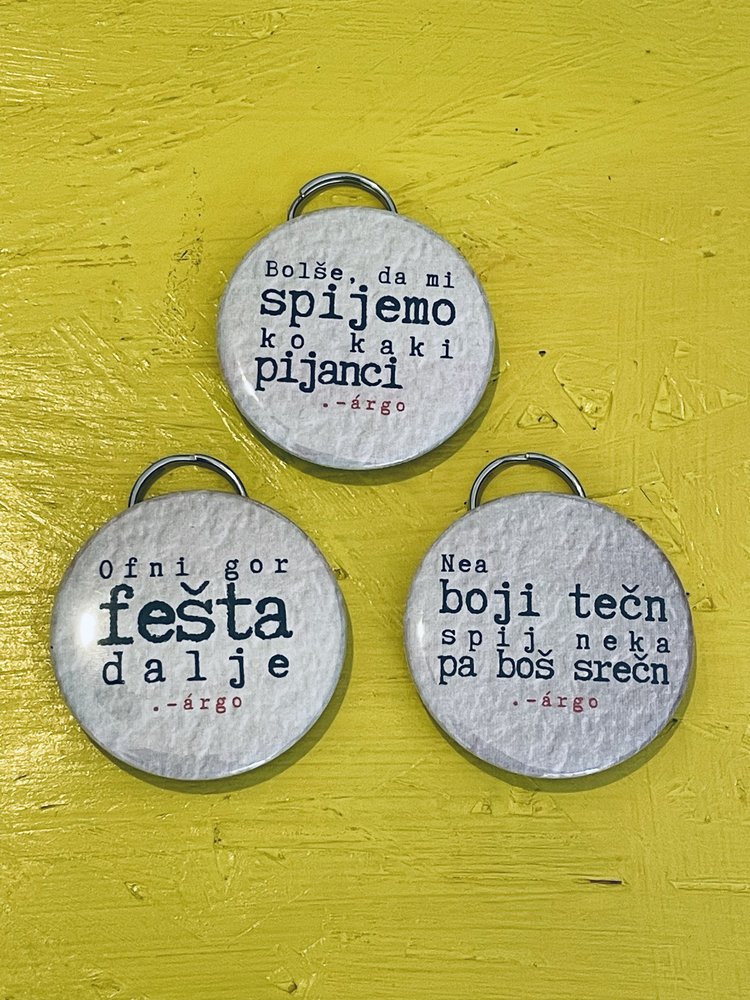 Bolše, da mi
spijemo
ko kaki
pijanci
.-árgo
Ofni gor
fešta
dalje
.-árgo
Nea
boji tečn
spij neka
pa boš srečn
.-árgo